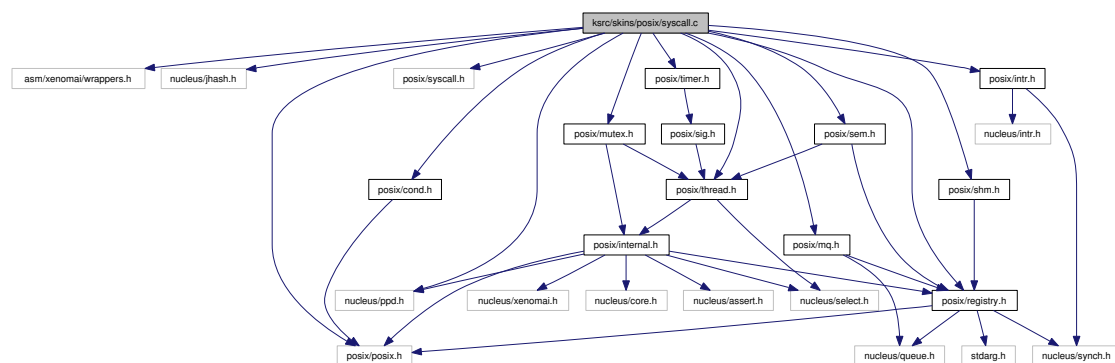 ksrc/skins/posix/syscall.c
asm/xenomai/wrappers.h
nucleus/jhash.h
posix/syscall.h
posix/timer.h
posix/intr.h
posix/mutex.h
posix/sig.h
posix/sem.h
nucleus/intr.h
posix/cond.h
posix/thread.h
posix/shm.h
posix/internal.h
posix/mq.h
nucleus/ppd.h
nucleus/xenomai.h
nucleus/core.h
nucleus/assert.h
nucleus/select.h
posix/registry.h
posix/posix.h
nucleus/queue.h
stdarg.h
nucleus/synch.h